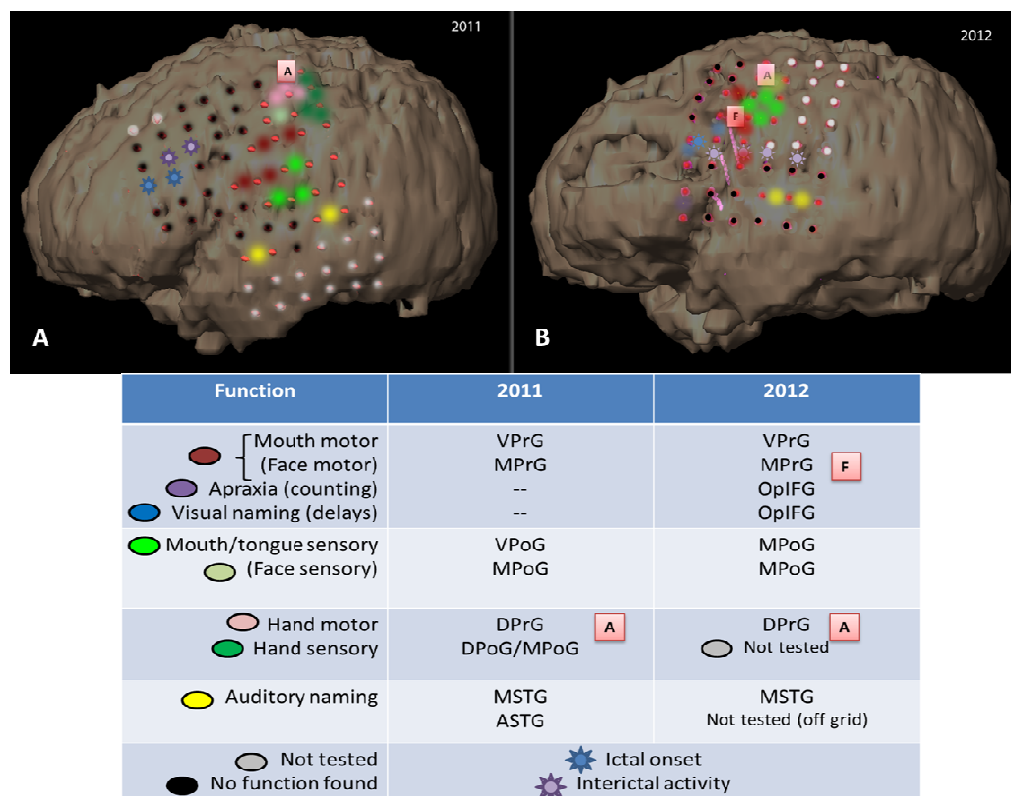 2011
2012
A
A
F
A
B
Function 2011 2012
Mouth motor VPrG VPrG
(Face motor) MPrG MPrG F
Apraxia (counting) -- OpIFG
Visual naming (delays) -- OpIFG
Mouth/tongue sensory VPoG MPoG
(Face sensory) MPoG MPoG
Hand motor DPrG A DPrG A
Hand sensory DPoG/MPoG Not tested
Auditory naming MSTG MSTG
ASTG Not tested (off grid)
Not tested Ictal onset
No function found Interictal activity